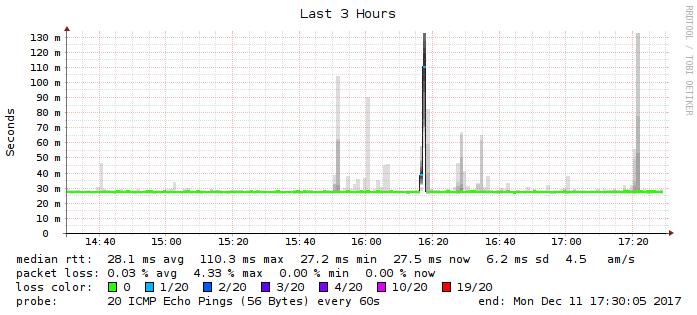 Last 3 Hours
RRDTOOL / TOBI OETIKER
Seconds
130 m
120 m
110 m
100 m
90 m
80 m
70 m
60 m
50 m
40 m
30 m
20 m
10 m
0
14:40 15:00 15:20 15:40 16:00 16:20 16:40 17:00 17:20
median rtt: 28.1 ms avg 110.3 ms max 27.2 ms min 27.5 ms now 6.2 ms sd 4.5 am/s
packet loss: 0.03 % avg 4.33 % max 0.00 % min 0.00 % now
loss color: 0 1/20 2/20 3/20 4/20 10/20 19/20
probe: 20 ICMP Echo Pings (56 Bytes) every 60s end: Mon Dec 11 17:30:05 2017